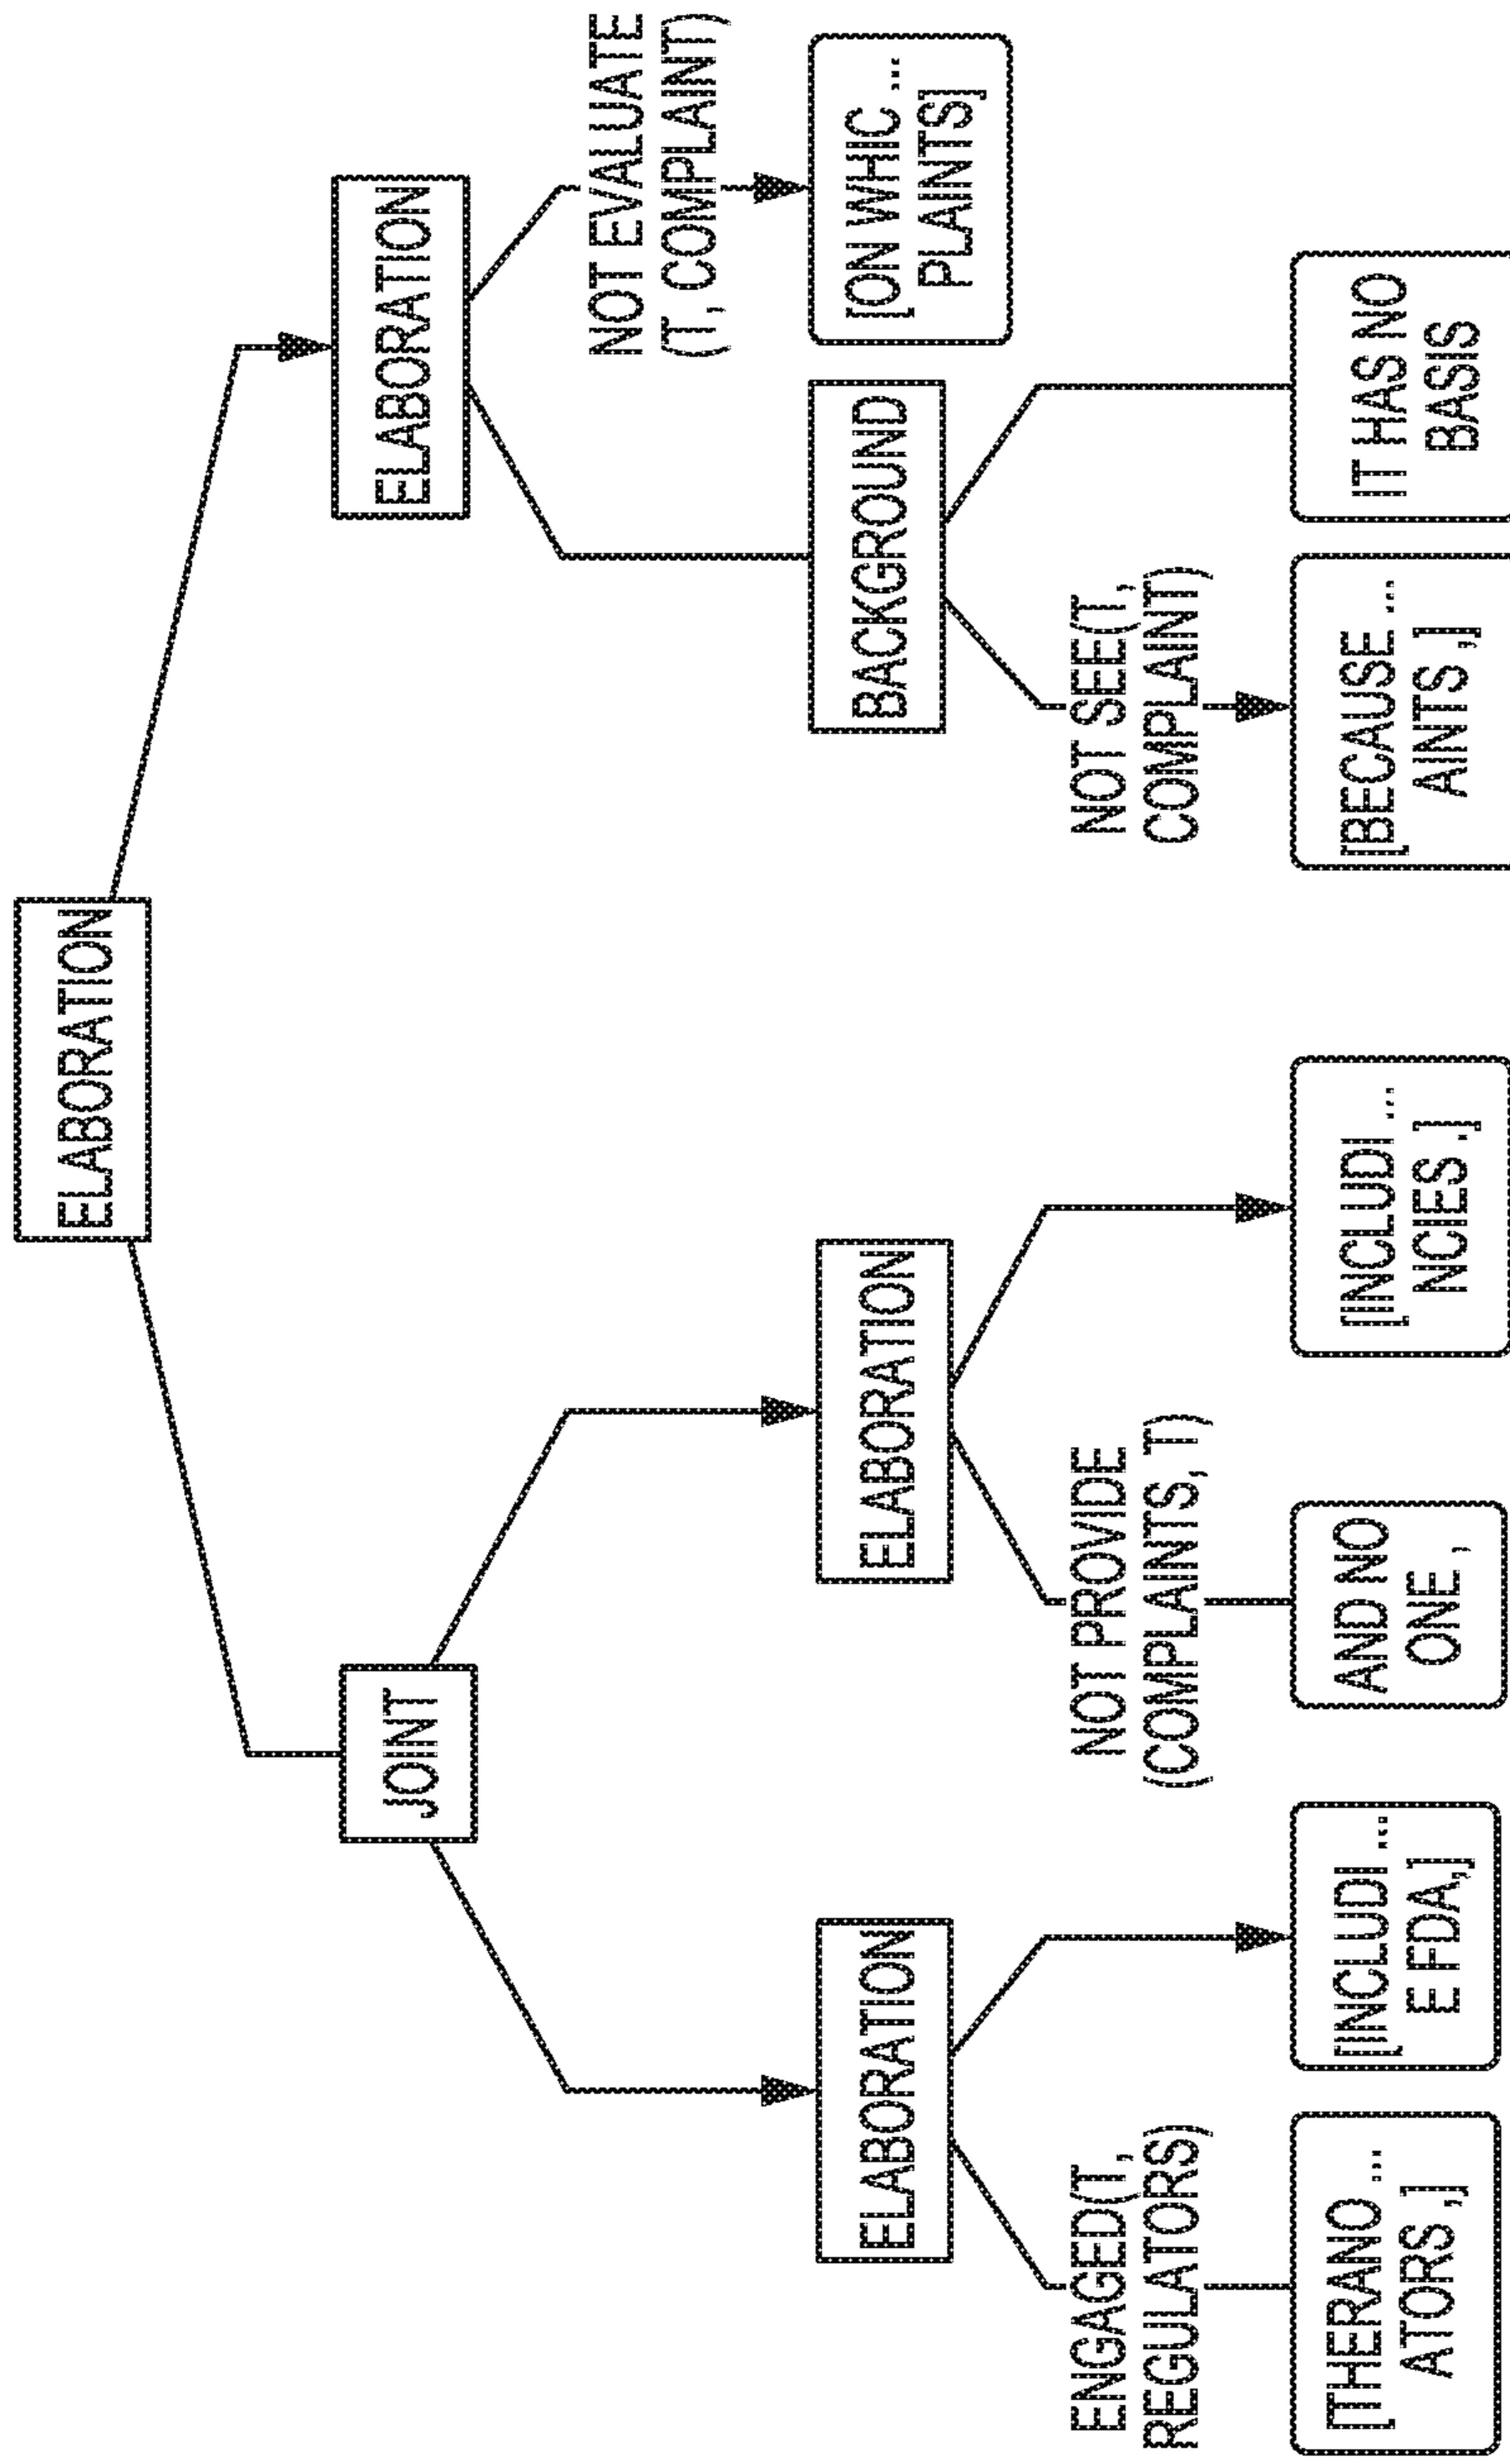 ELABORATION
JOINT
ELABORATION
ELABORATION
ELABORATION
BACKGROUND
NOT EVALUATE
(T, COMPLAINT)
[ON WHIC ...
PLAINTS]
ENGAGED(T,
REGULATORS)
NOT PROVIDE
(COMPLAINTS, T)
NOT SEE(T,
COMPLAINT)
[THERANO ...
ATORS ,]
[INCLUDI ...
E FDA,]
AND NO
ONE ,
[INCLUDI ...
NCIES .]
[BECAUSE ...
AINTS ,]
IT HAS NO
BASIS